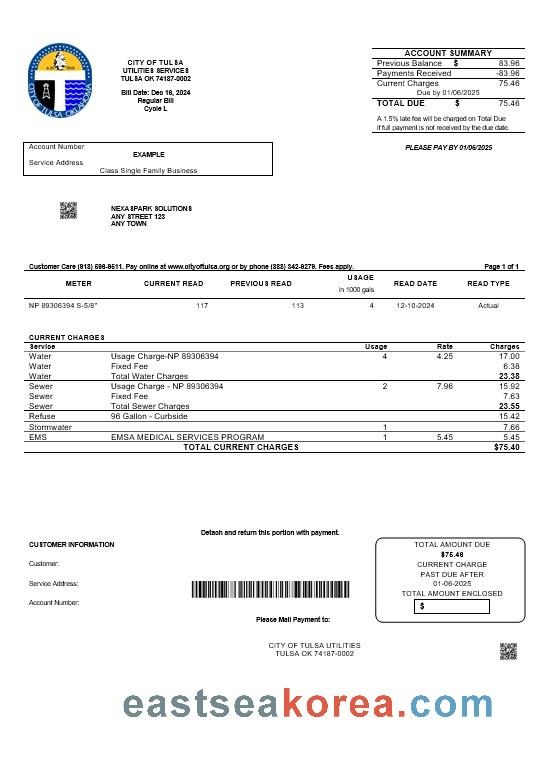 CITY OF TULSA OKLAHOMA
CITY OF TULSA
UTILITIES SERVICES
TULSA OK 74187-0002
Bill Date: Dec 16, 2024
Regular Bill
Cycle L
ACCOUNT SUMMARY
Previous Balance $ 83.96
Payments Received -83.96
Current Charges 75.46
Due by 01/06/2025
TOTAL DUE $ 75.46
A 1.5% late fee will be charged on Total Due
if full payment is not received by the due date.
PLEASE PAY BY 01/06/2025
Account Number
EXAMPLE
Service Address
Class Single Family Business
NEXASPARK SOLUTIONS
ANY STREET 123
ANY TOWN
Customer Care (918) 596-9511. Pay online at www.cityoftulsa.org or by phone (888) 342-9279. Fees apply. Page 1 of 1
METER CURRENT READ PREVIOUS READ USAGE in 1000 gals READ DATE READ TYPE
NP 89306394 S-5/8" 117 113 4 12-10-2024 Actual
CURRENT CHARGES
Service Usage Rate Charges
Water Usage Charge-NP 89306394 4 4.25 17.00
Water Fixed Fee 6.38
Water Total Water Charges 23.38
Sewer Usage Charge - NP 89306394 2 7.96 15.92
Sewer Fixed Fee 7.63
Sewer Total Sewer Charges 23.55
Refuse 96 Gallon - Curbside 15.42
Stormwater 1 7.66
EMS EMSA MEDICAL SERVICES PROGRAM 1 5.45 5.45
TOTAL CURRENT CHARGES $75.40
Detach and return this portion with payment.
CUSTOMER INFORMATION
Customer:
Service Address:
Account Number:
TOTAL AMOUNT DUE
$75.46
CURRENT CHARGE
PAST DUE AFTER
01-06-2025
TOTAL AMOUNT ENCLOSED
$
Please Mail Payment to:
CITY OF TULSA UTILITIES
TULSA OK 74187-0002
eastseakorea.com